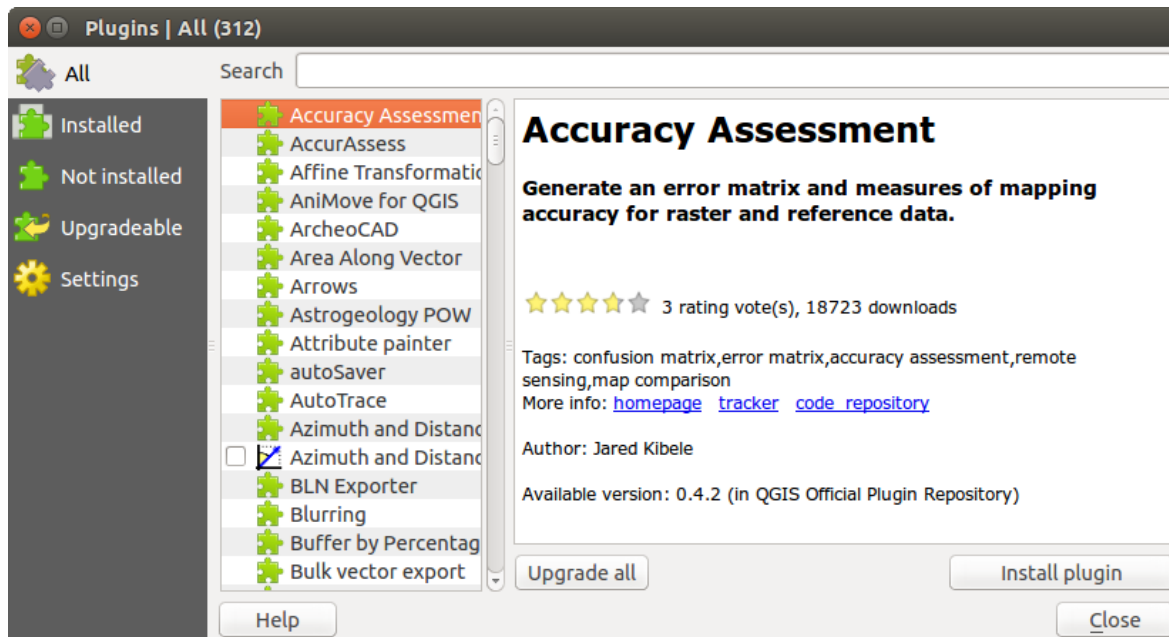 Plugins | All (312)
All
Search
Installed
Not installed
Upgradeable
Settings
Accuracy Assessmen
AccurAssess
Affine Transformatic
AniMove for QGIS
ArcheoCAD
Area Along Vector
Arrows
Astrogeology POW
Attribute painter
autoSaver
AutoTrace
Azimuth and Distanc
Azimuth and Distanc
BLN Exporter
Blurring
Buffer by Percentag
Bulk vector export
Accuracy Assessment
Generate an error matrix and measures of mapping
accuracy for raster and reference data.
3 rating vote(s), 18723 downloads
Tags: confusion matrix,error matrix,accuracy assessment,remote
sensing,map comparison
More info: homepage tracker code_repository
Author: Jared Kibele
Available version: 0.4.2 (in QGIS Official Plugin Repository)
Upgrade all
Install plugin
Help
Close